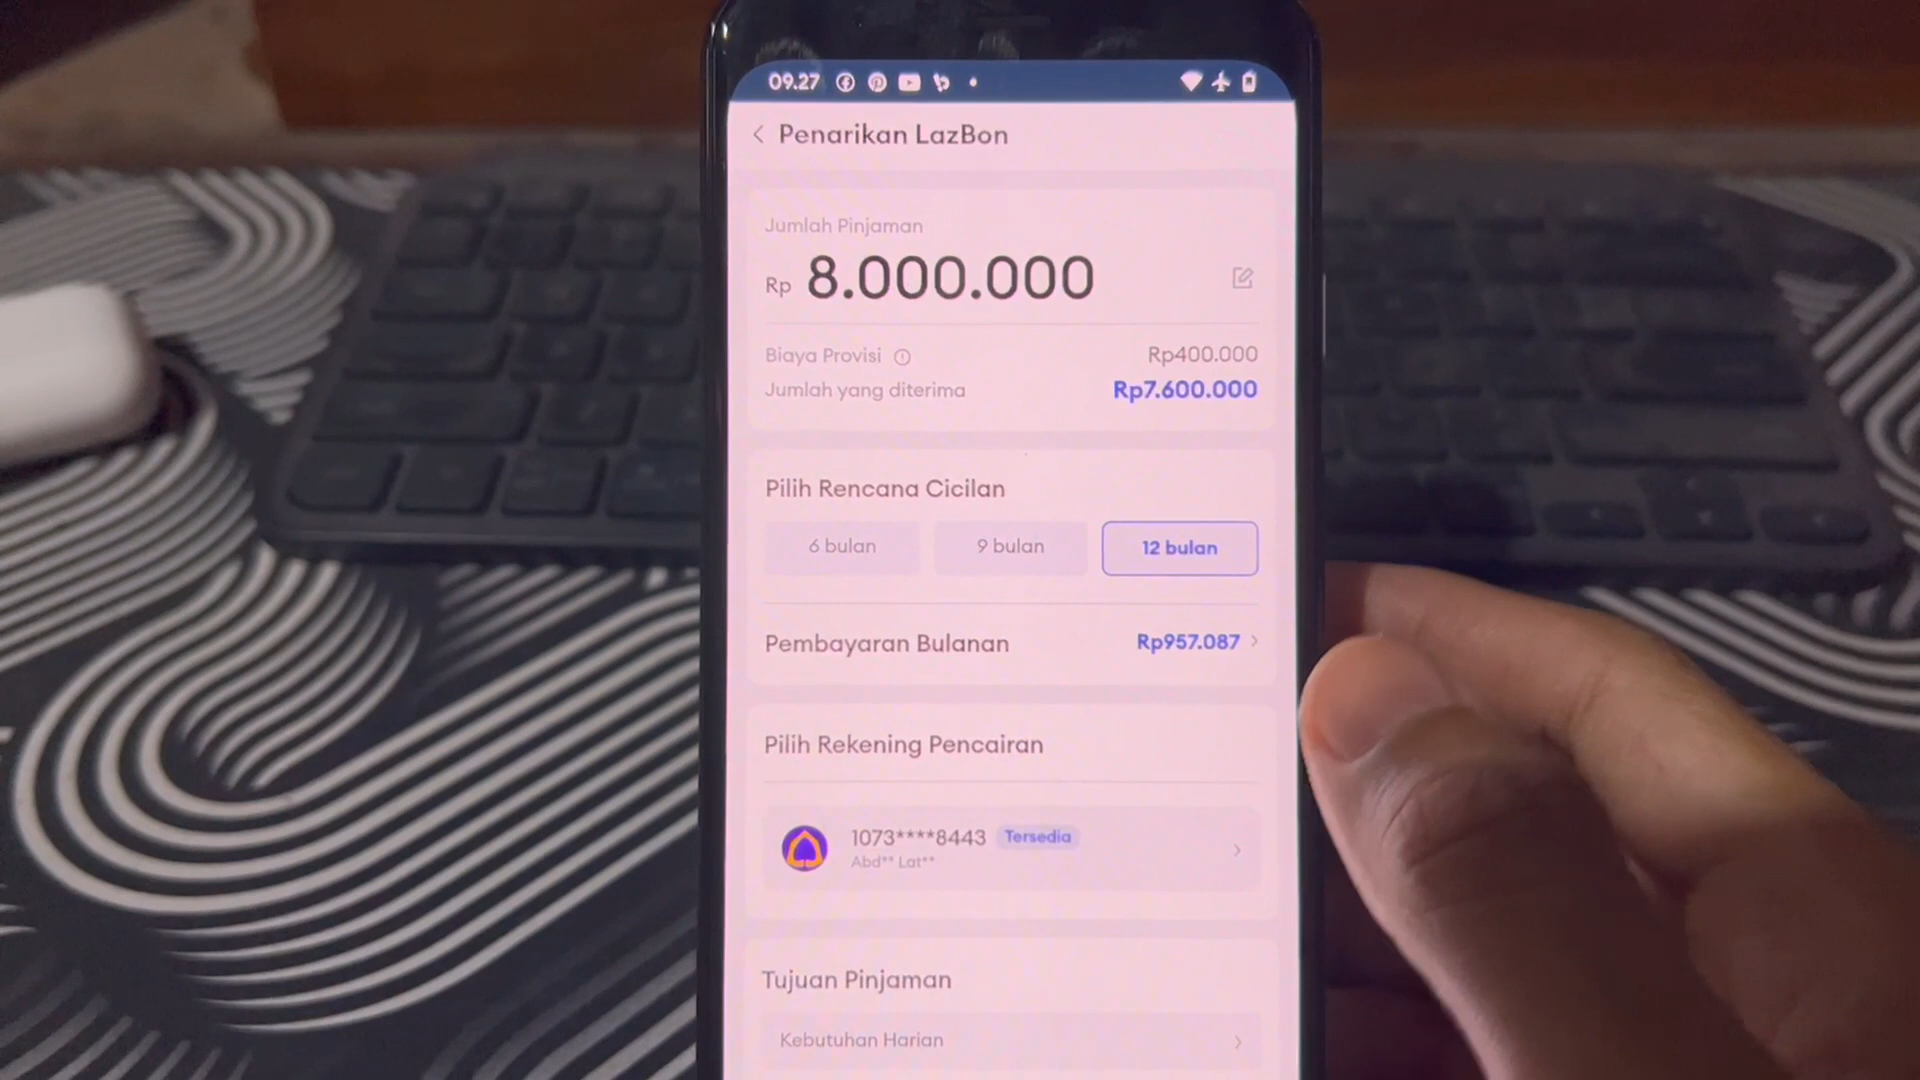 09.27
Penarikan LazBon
Jumlah Pinjaman
Rp 8.000.000
Biaya Provisi Rp400.000
Jumlah yang diterima Rp7.600.000
Pilih Rencana Cicilan
6 bulan 9 bulan 12 bulan
Pembayaran Bulanan Rp957.087
Pilih Rekening Pencairan
1073****8443 Tersedia
Abd** Lat**
Tujuan Pinjaman
Kebutuhan Harian